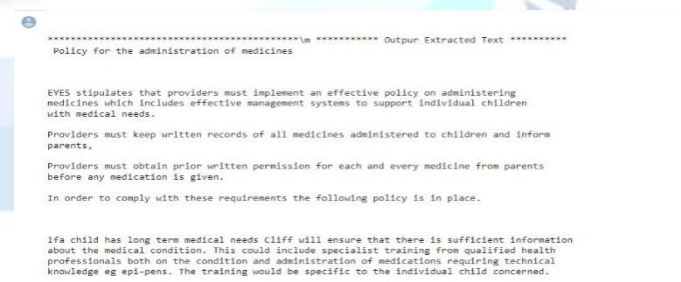 *********************************************\m *********** Outpur Extracted Text **********
Policy for the administration of medicines
EYES stipulates that providers must implement an effective policy on administering
medicines which includes effective management systems to support individual children
with medical needs.
Providers must keep written records of all medicines administered to children and inform
parents,
Providers must obtain prior written permission for each and every medicine from parents
before any medication is given.
In order to comply with these requirements the following policy is in place.
Ifa child has long term medical needs Cliff will ensure that there is sufficient information
about the medical condition. This could include specialist training from qualified health
professionals both on the condition and administration of medications requiring technical
knowledge eg epi-pens. The training would be specific to the individual child concerned.